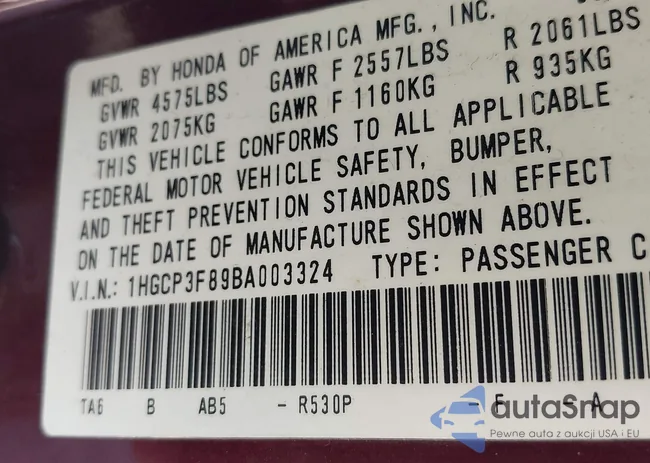 MFD. BY HONDA OF AMERICA MFG., INC.
GVWR 4575LBS GAWR F 2557LBS R 2061LBS
GVWR 2075KG GAWR F 1160KG R 935KG
THIS VEHICLE CONFORMS TO ALL APPLICABLE
FEDERAL MOTOR VEHICLE SAFETY, BUMPER,
AND THEFT PREVENTION STANDARDS IN EFFECT
ON THE DATE OF MANUFACTURE SHOWN ABOVE.
V.I.N.: 1HGCP3F89BA003324 TYPE: PASSENGER C
TA6 B AB5 - R530P - E - A
autaSnap
Pewne auta z aukcji USA i EU